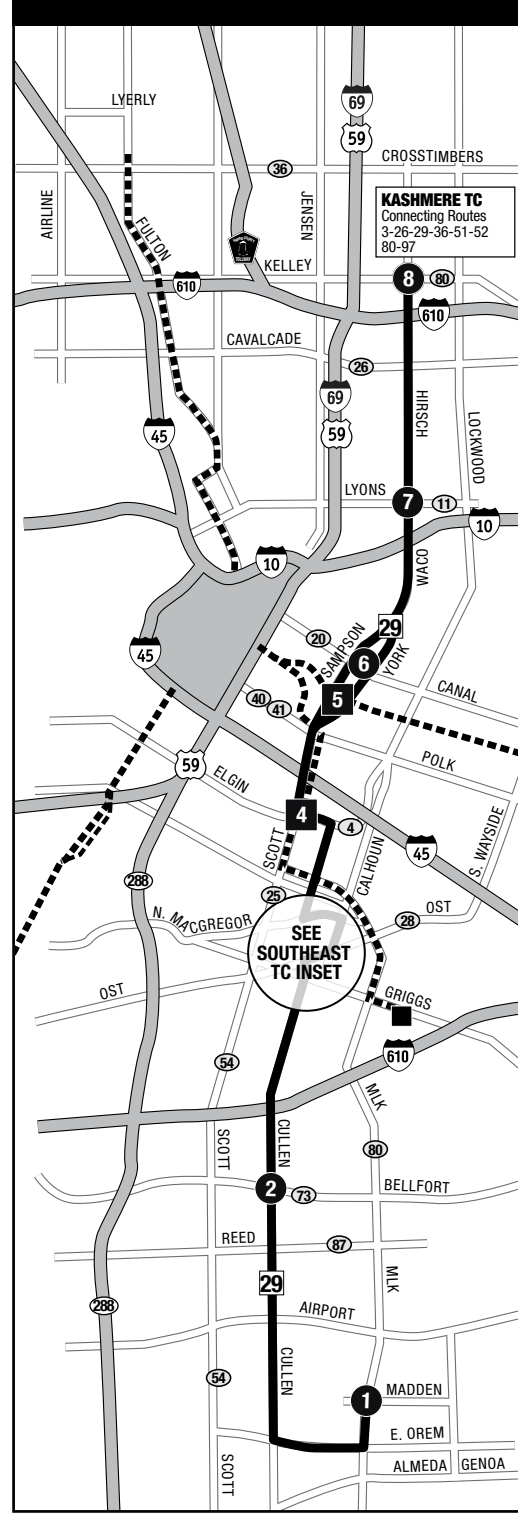 LYERLY
69
59
CROSSTIMBERS
36
AIRLINE
FULTON
JENSEN
KASHMERE TC
Connecting Routes
3-26-29-36-51-52
80-97
KELLEY
8
80
610
610
CAVALCADE
26
69
59
45
HIRSCH
LOCKWOOD
LYONS
7
11
10
10
WACO
29
20
SAMPSON
6
YORK
45
5
CANAL
40
41
59
POLK
ELGIN
4
4
S. WAYSIDE
SCOTT
CALHOUN
45
288
25
N. MACGREGOR
28
OST
SEE
SOUTHEAST
TC INSET
OST
GRIGGS
610
54
MLK
CULLEN
SCOTT
80
2
73
BELLFORT
REED
87
29
MLK
288
AIRPORT
CULLEN
54
1
MADDEN
E. OREM
SCOTT
ALMEDA
GENOA